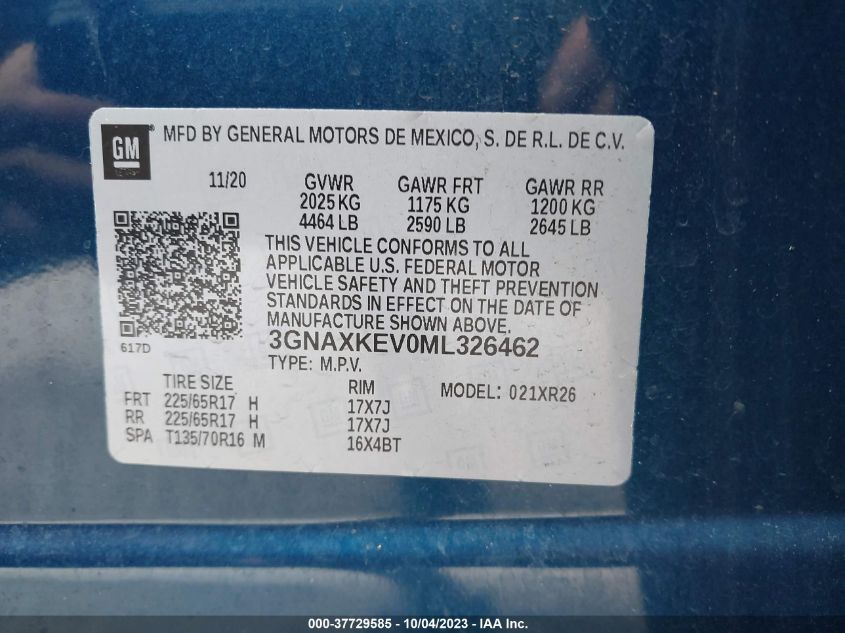 GM® MFD BY GENERAL MOTORS DE MEXICO, S. DE R.L. DE C.V.
11/20 GVWR GAWR FRT GAWR RR
2025 KG 1175 KG 1200 KG
4464 LB 2590 LB 2645 LB
THIS VEHICLE CONFORMS TO ALL
APPLICABLE U.S. FEDERAL MOTOR
VEHICLE SAFETY AND THEFT PREVENTION
STANDARDS IN EFFECT ON THE DATE OF
MANUFACTURE SHOWN ABOVE.
617D 3GNAXKEV0ML326462
TYPE: M.P.V.
TIRE SIZE RIM MODEL: 021XR26
FRT 225/65R17 H 17X7J
RR 225/65R17 H 17X7J
SPA T135/70R16 M 16X4BT
000-37729585 - 10/04/2023 - IAA Inc.